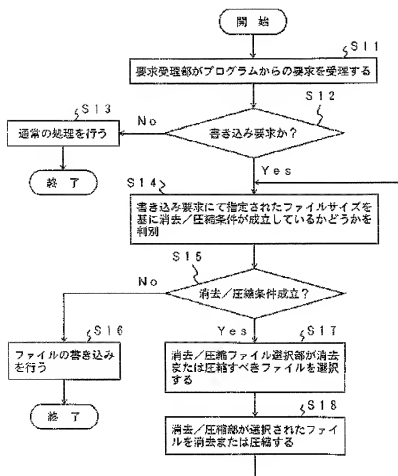 開 始
S11
要求受理部がプログラムからの要求を受理する
S12
書き込み要求か？
No
S13
通常の処理を行う
終 了
Yes
S14
書き込み要求にて指定されたファイルサイズを
基に消去／圧縮条件が成立しているかどうかを
判別
S15
消去／圧縮条件成立？
No
S16
ファイルの書き込み
を行う
終 了
Yes
S17
消去／圧縮ファイル選択部が消去
または圧縮すべきファイルを選択
する
S18
消去／圧縮部が選択されたファイ
ルを消去または圧縮する